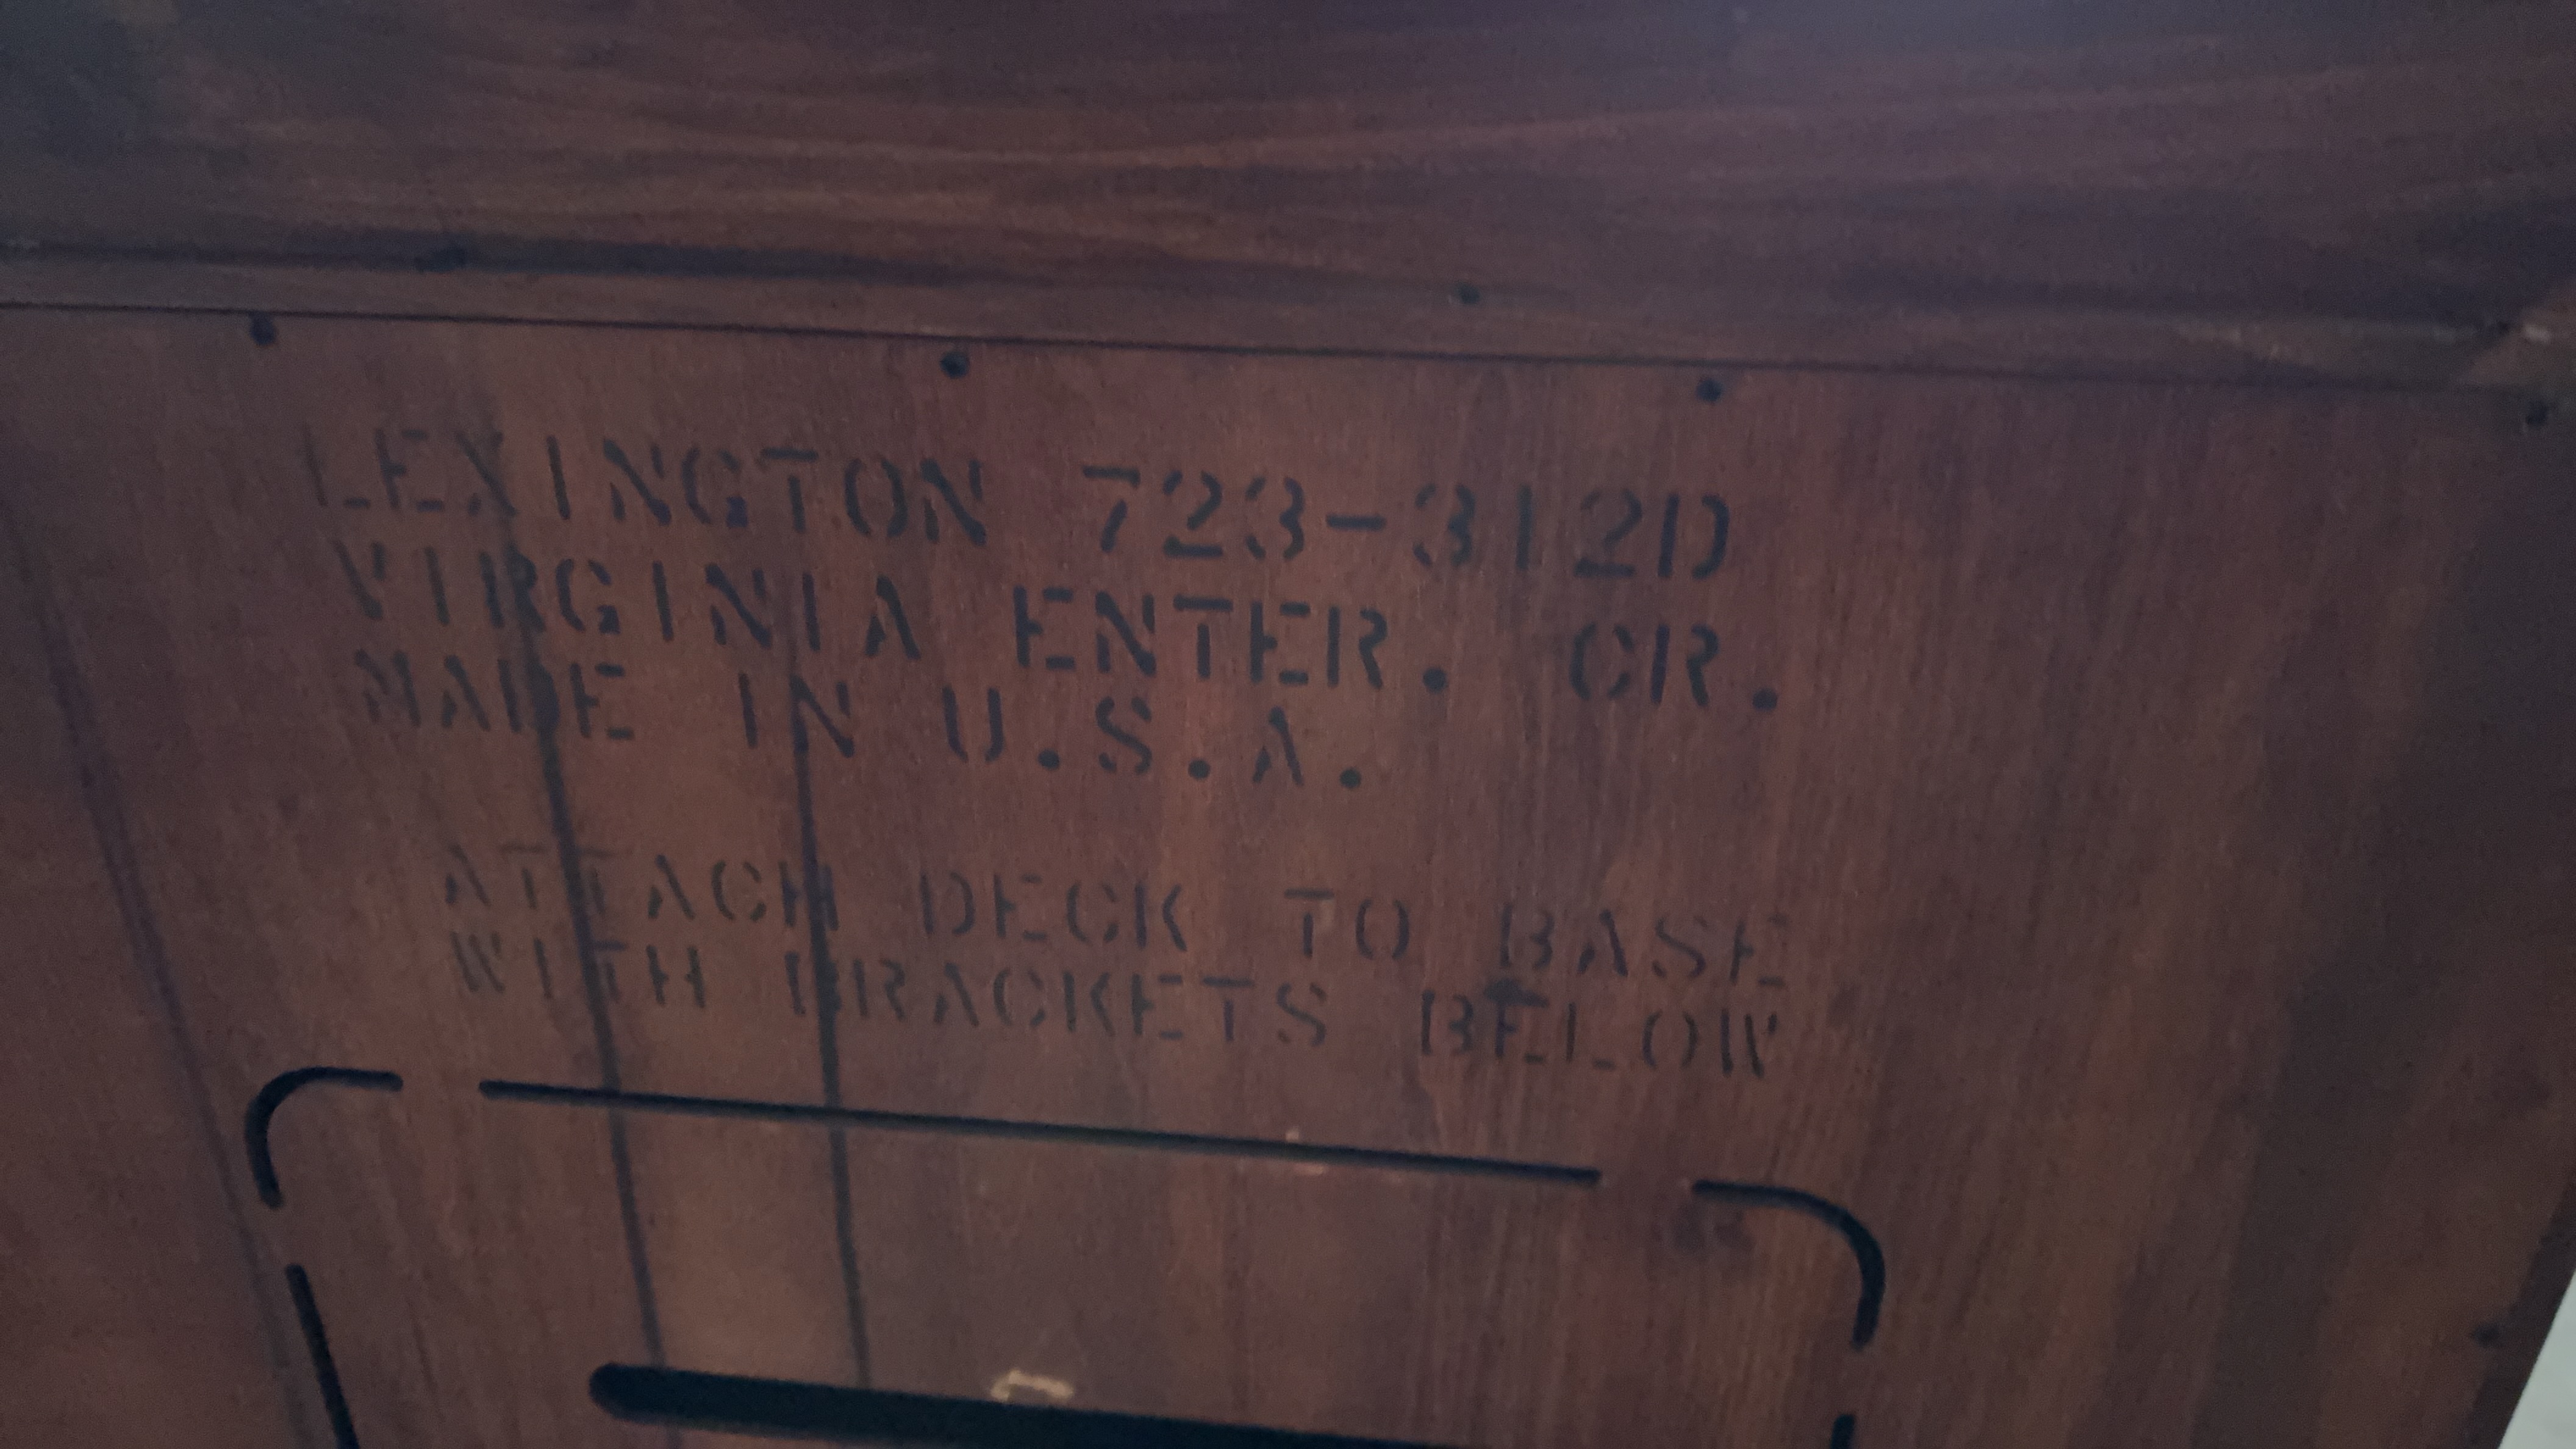 LEXINGTON 723-312D
VIRGINIA ENTER. CR.
MADE IN U.S.A.
ATTACH DECK TO BASE
WITH BRACKETS BELOW